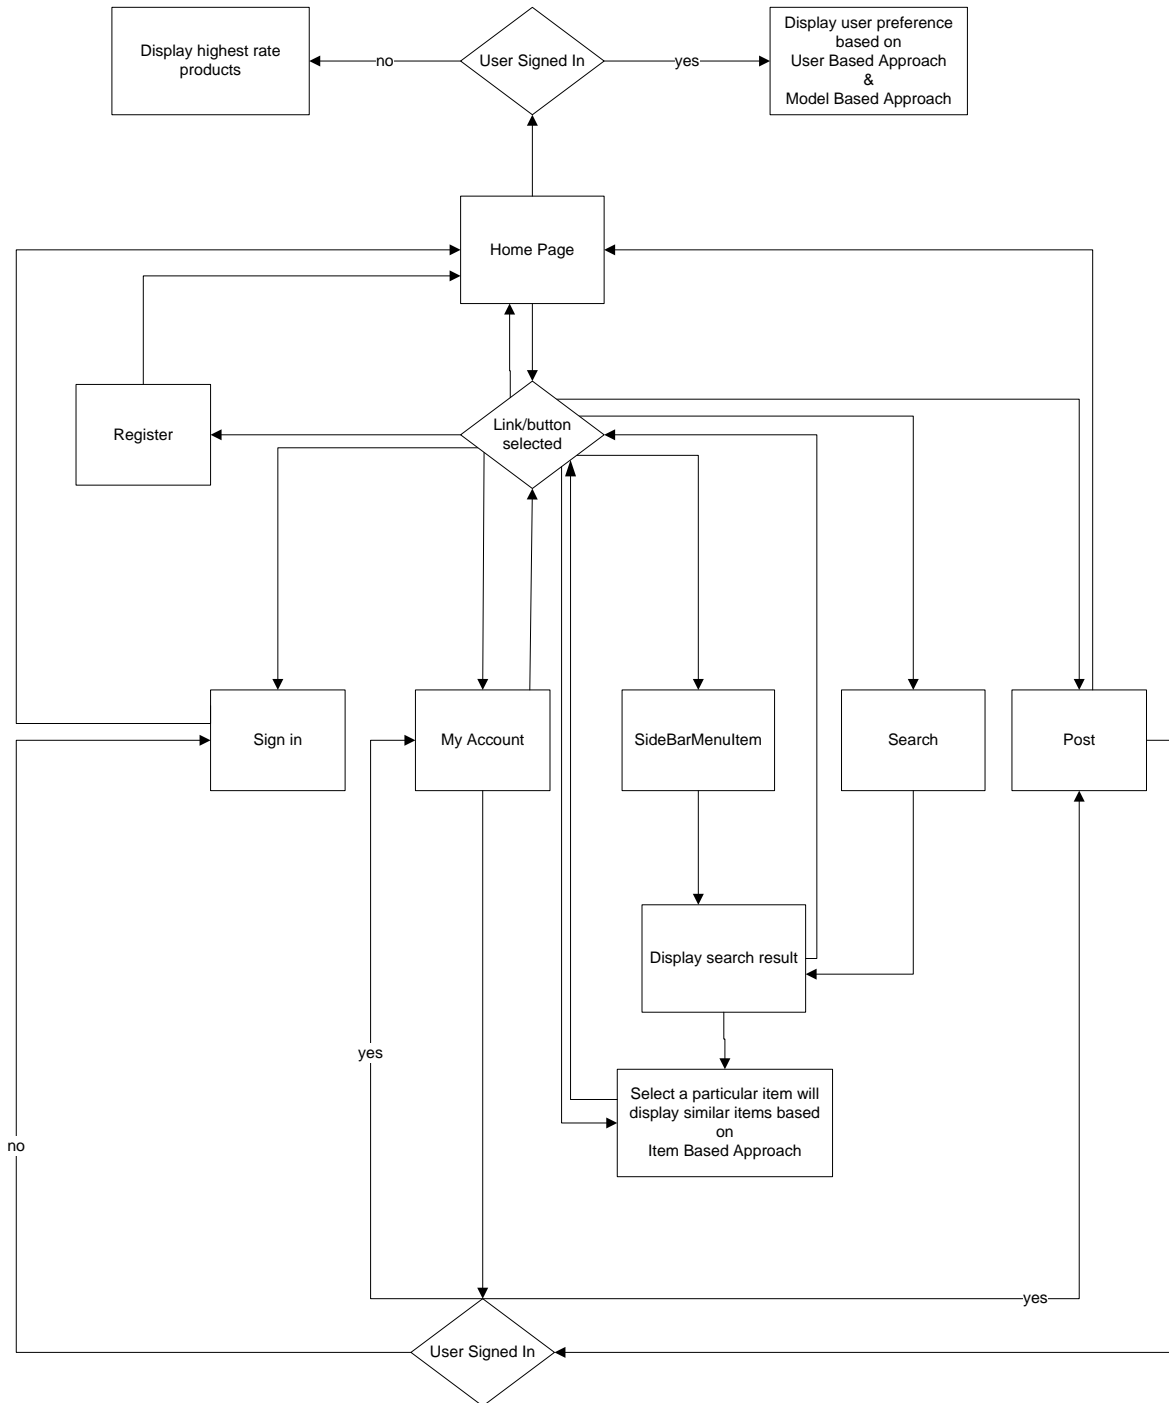 Display highest rate
products
no
User Signed In
yes
Display user preference
based on
User Based Approach
&
Model Based Approach
Home Page
Register
Link/button
selected
Sign in
My Account
SideBarMenuItem
Search
Post
Display search result
yes
Select a particular item will
display similar items based
on
Item Based Approach
no
yes
User Signed In